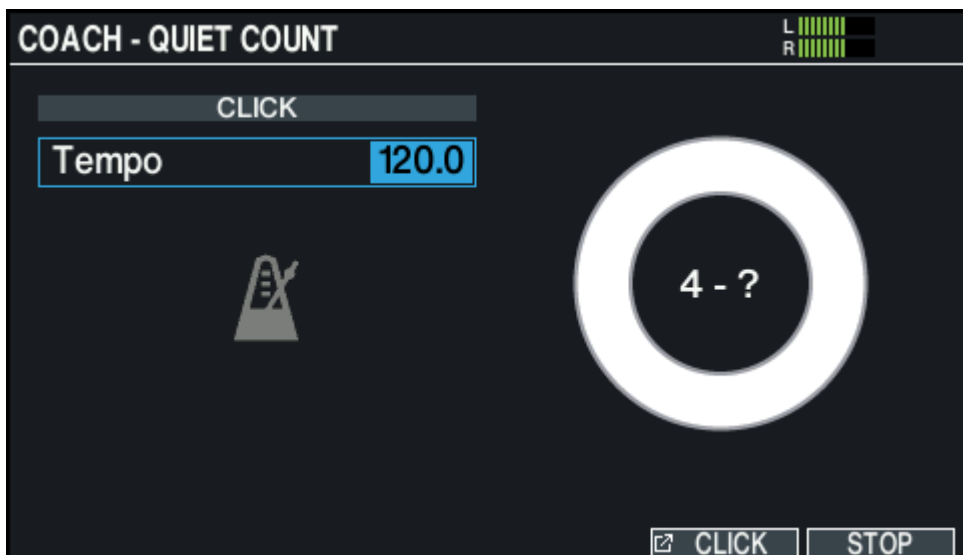 COACH - QUIET COUNT
L
R
CLICK
Tempo 120.0
4 - ?
CLICK STOP